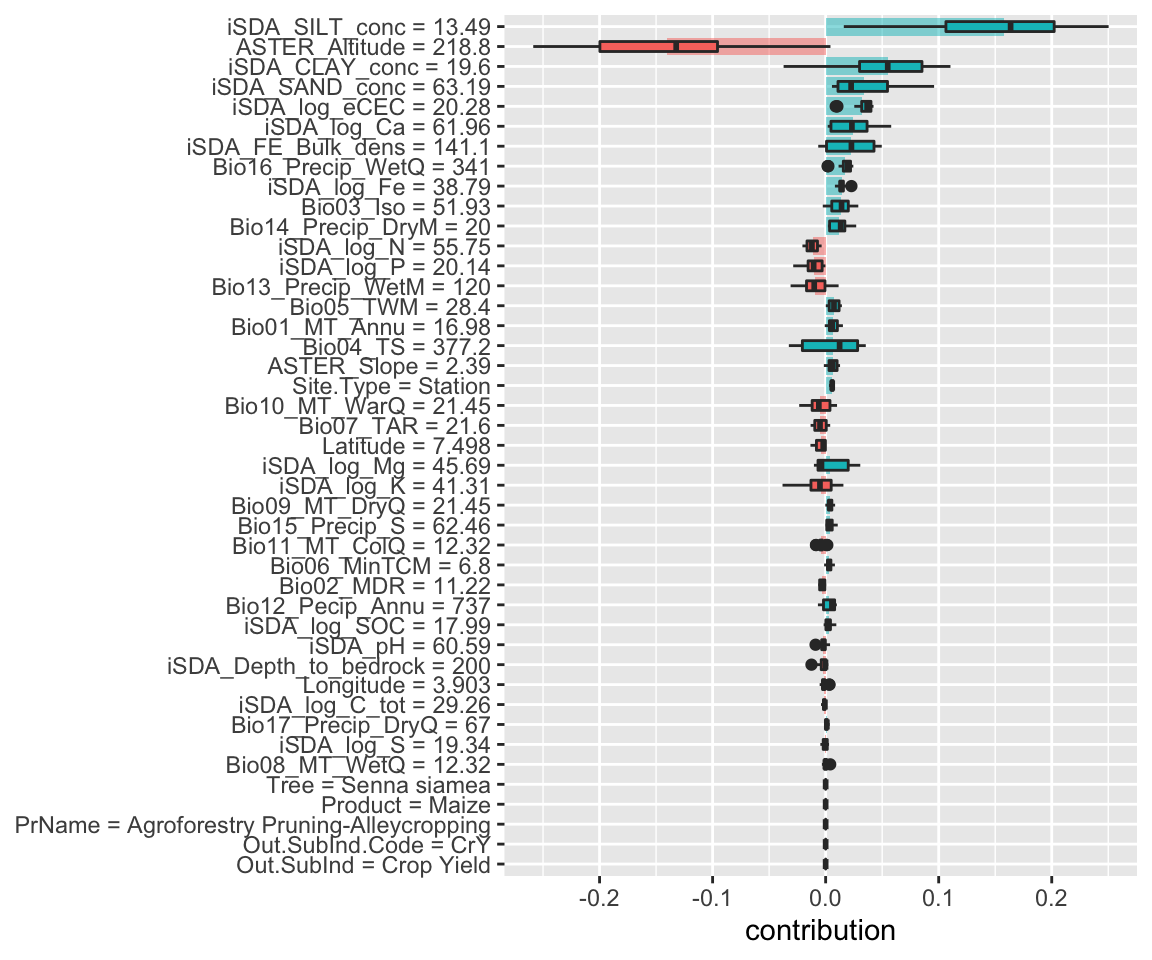 iSDA_SILT_conc = 13.49
ASTER_Altitude = 218.8
iSDA_CLAY_conc = 19.6
iSDA_SAND_conc = 63.19
iSDA_log_eCEC = 20.28
iSDA_log_Ca = 61.96
iSDA_FE_Bulk_dens = 141.1
Bio16_Precip_WetQ = 341
iSDA_log_Fe = 38.79
Bio03_Iso = 51.93
Bio14_Precip_DryM = 20
iSDA_log_N = 55.75
iSDA_log_P = 20.14
Bio13_Precip_WetM = 120
Bio05_TWM = 28.4
Bio01_MT_Annu = 16.98
Bio04_TS = 377.2
ASTER_Slope = 2.39
Site.Type = Station
Bio10_MT_WarQ = 21.45
Bio07_TAR = 21.6
Latitude = 7.498
iSDA_log_Mg = 45.69
iSDA_log_K = 41.31
Bio09_MT_DryQ = 21.45
Bio15_Precip_S = 62.46
Bio11_MT_ColQ = 12.32
Bio06_MinTCM = 6.8
Bio02_MDR = 11.22
Bio12_Pecip_Annu = 737
iSDA_log_SOC = 17.99
iSDA_pH = 60.59
iSDA_Depth_to_bedrock = 200
Longitude = 3.903
iSDA_log_C_tot = 29.26
Bio17_Precip_DryQ = 67
iSDA_log_S = 19.34
Bio08_MT_WetQ = 12.32
Tree = Senna siamea
Product = Maize
PrName = Agroforestry Pruning-Alleycropping
Out.SubInd.Code = CrY
Out.SubInd = Crop Yield
-0.2 -0.1 0.0 0.1 0.2
contribution